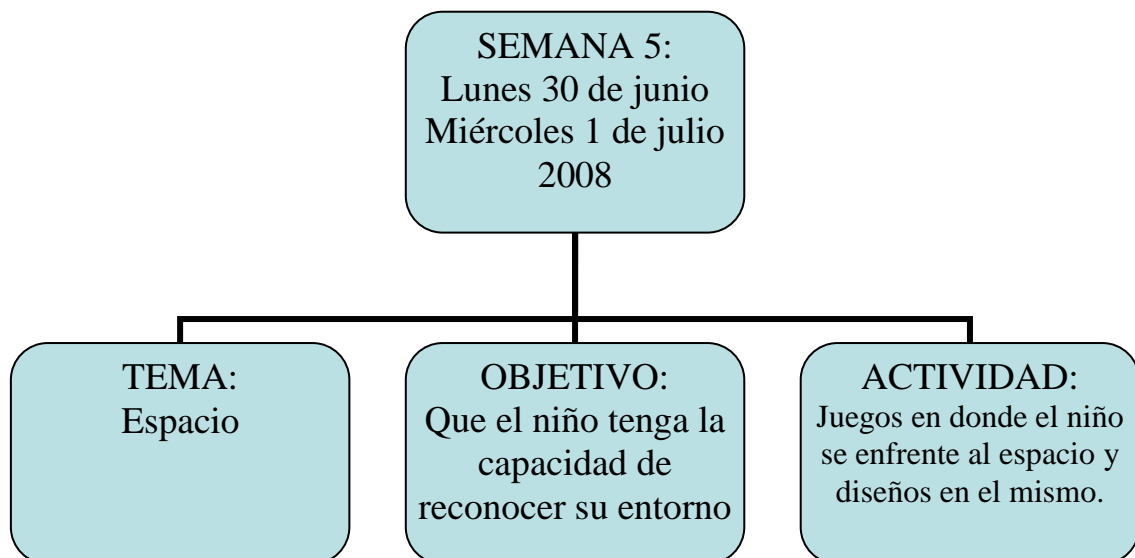 SEMANA 5:
Lunes 30 de junio
Miércoles 1 de julio
2008
TEMA:
Espacio
OBJETIVO:
Que el niño tenga la
capacidad de
reconocer su entorno
ACTIVIDAD:
Juegos en donde el niño
se enfrente al espacio y
diseños en el mismo.